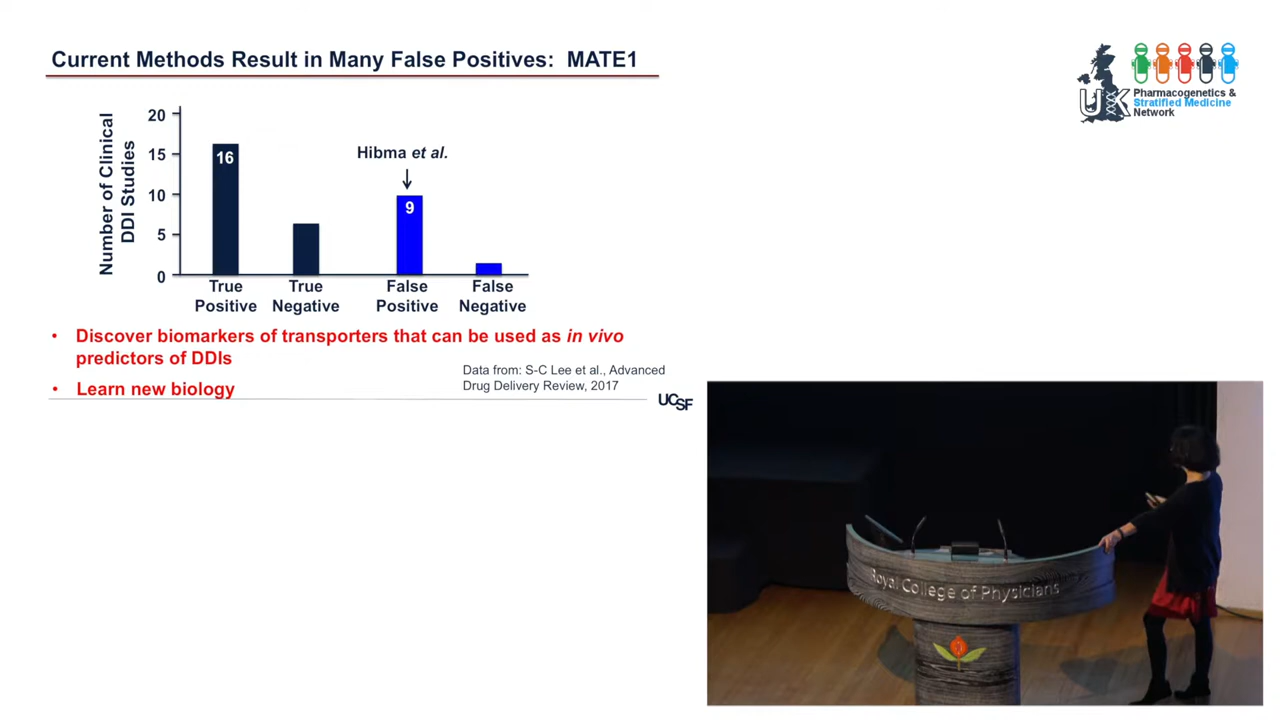 Current Methods Result in Many False Positives: MATE1
UK
Pharmacogenetics &
Stratified Medicine
Network
Number of Clinical
DDI Studies
20
15
10
5
0
16
Hibma et al.
9
True
Positive
True
Negative
False
Positive
False
Negative
• Discover biomarkers of transporters that can be used as in vivo
predictors of DDIs
• Learn new biology
Data from: S-C Lee et al., Advanced
Drug Delivery Review, 2017
UCSF
Royal College of Physicians